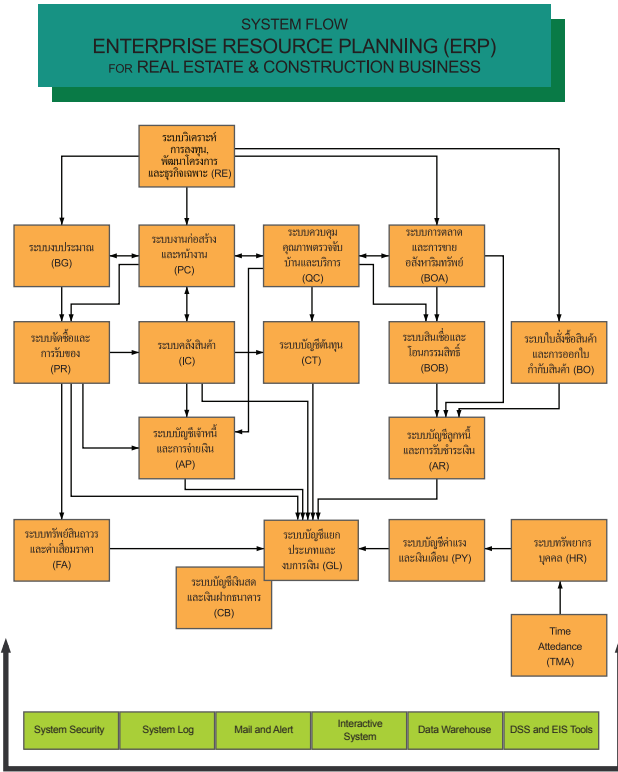 SYSTEM FLOW
ENTERPRISE RESOURCE PLANNING (ERP)
FOR REAL ESTATE & CONSTRUCTION BUSINESS
ระบบวิเคราะห์
การลงทุน,
พัฒนาโครงการ
และธุรกิจเฉพาะ (RE)
ระบบงบประมาณ
(BG)
ระบบงานก่อสร้าง
และหน้างาน
(PC)
ระบบควบคุม
คุณภาพตรวจจับ
บ้านและบริการ
(QC)
ระบบการตลาด
และการขาย
อสังหาริมทรัพย์
(BOA)
ระบบจัดซื้อและ
การรับของ
(PR)
ระบบคลังสินค้า
(IC)
ระบบบัญชีต้นทุน
(CT)
ระบบสินเชื่อและ
โอนกรรมสิทธิ์
(BOB)
ระบบใบสั่งซื้อสินค้า
และการออกใบ
กำกับสินค้า (BO)
ระบบบัญชีเจ้าหนี้
และการจ่ายเงิน
(AP)
ระบบบัญชีลูกหนี้
และการรับชำระเงิน
(AR)
ระบบทรัพย์สินถาวร
และค่าเสื่อมราคา
(FA)
ระบบบัญชีแยก
ประเภทและ
งบการเงิน (GL)
ระบบบัญชีค่าแรง
และเงินเดือน (PY)
ระบบทรัพยากร
บุคคล (HR)
ระบบบัญชีเงินสด
และเงินฝากธนาคาร
(CB)
Time
Attedance
(TMA)
System Security
System Log
Mail and Alert
Interactive
System
Data Warehouse
DSS and EIS Tools